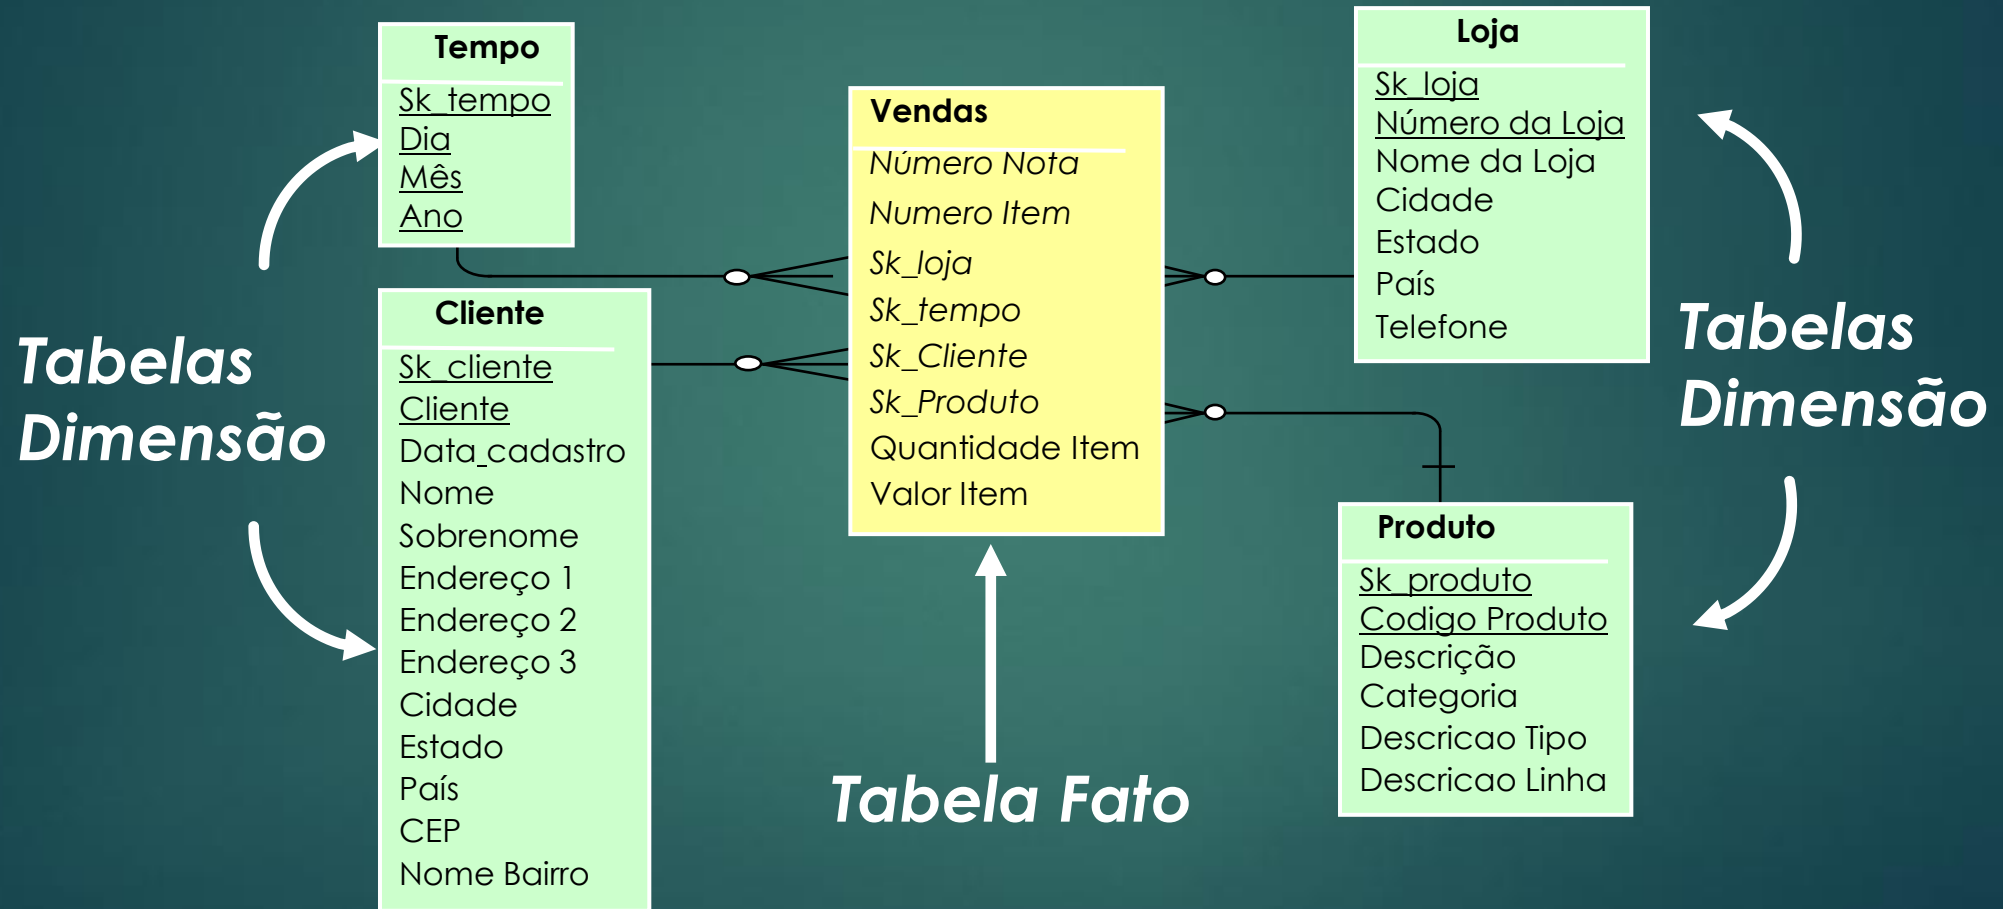 Tempo
Sk_tempo
Dia
Mês
Ano
Cliente
Sk_cliente
Cliente
Data_cadastro
Nome
Sobrenome
Endereço 1
Endereço 2
Endereço 3
Cidade
Estado
País
CEP
Nome Bairro
Tabelas
Dimensão
Vendas
Número Nota
Numero Item
Sk_loja
Sk_tempo
Sk_Cliente
Sk_Produto
Quantidade Item
Valor Item
Tabela Fato
Loja
Sk_loja
Número da Loja
Nome da Loja
Cidade
Estado
País
Telefone
Tabelas
Dimensão
Produto
Sk_produto
Codigo Produto
Descrição
Categoria
Descricao Tipo
Descricao Linha